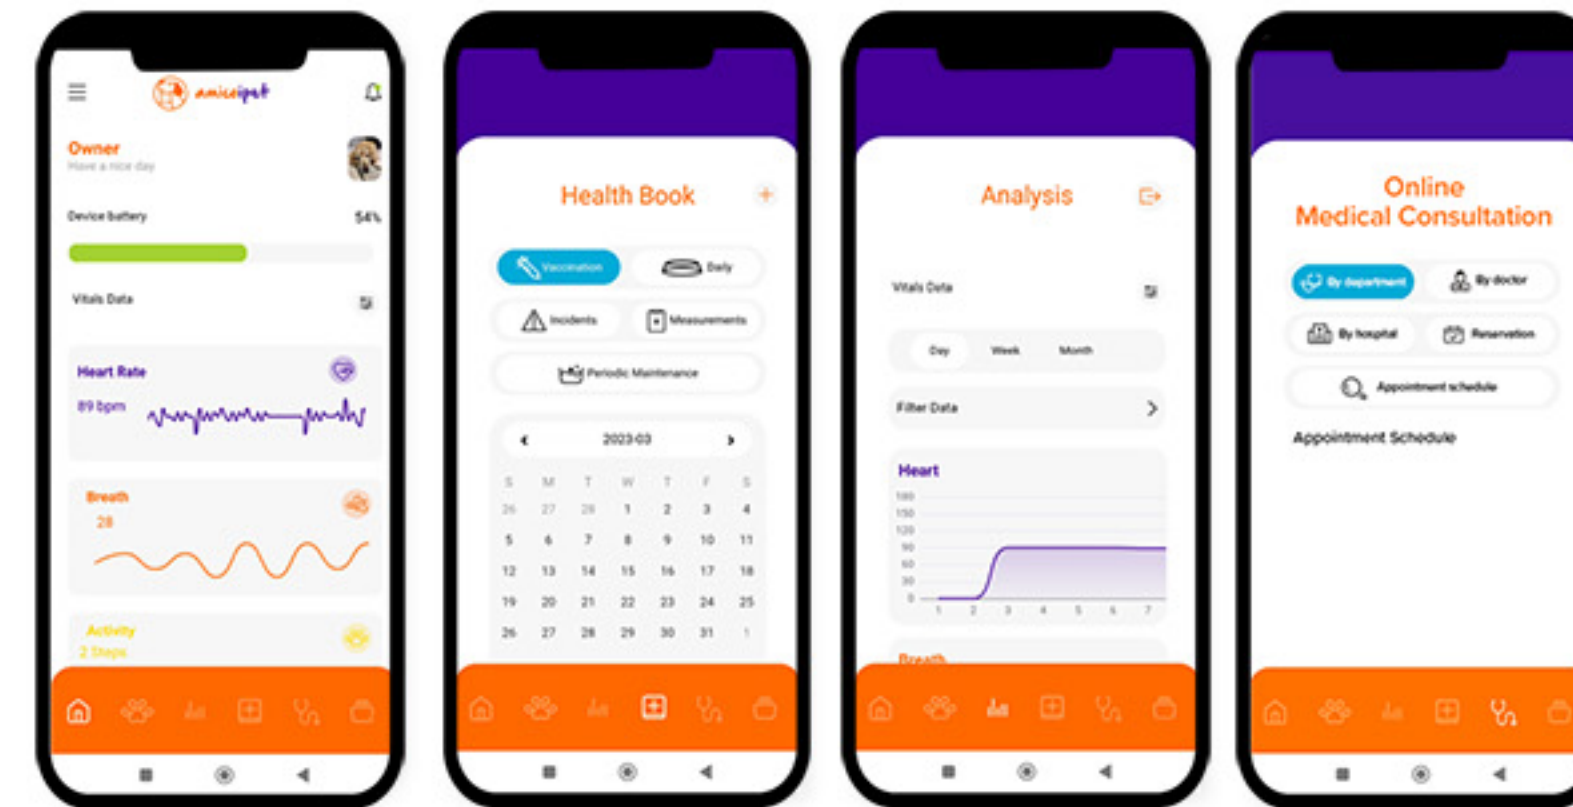 amicipet
Owner
Have a nice day
Device battery 54%
Vitals Data
Heart Rate
89 bpm
Breath
28
Activity
2 Steps
Health Book +
Vaccination Daily
Incidents Measurements
Periodic Maintenance
2023-03
S M T W T F S
26 27 28 1 2 3 4
5 6 7 8 9 10 11
12 13 14 15 16 17 18
19 20 21 22 23 24 25
26 27 28 29 30 31 1
Analysis
Vitals Data
Day Week Month
Filter Data
Heart
180
150
120
90
60
30
0
1 2 3 4 5 6 7
Breath
Online
Medical Consultation
By department By doctor
By hospital Reservation
Appointment schedule
Appointment Schedule